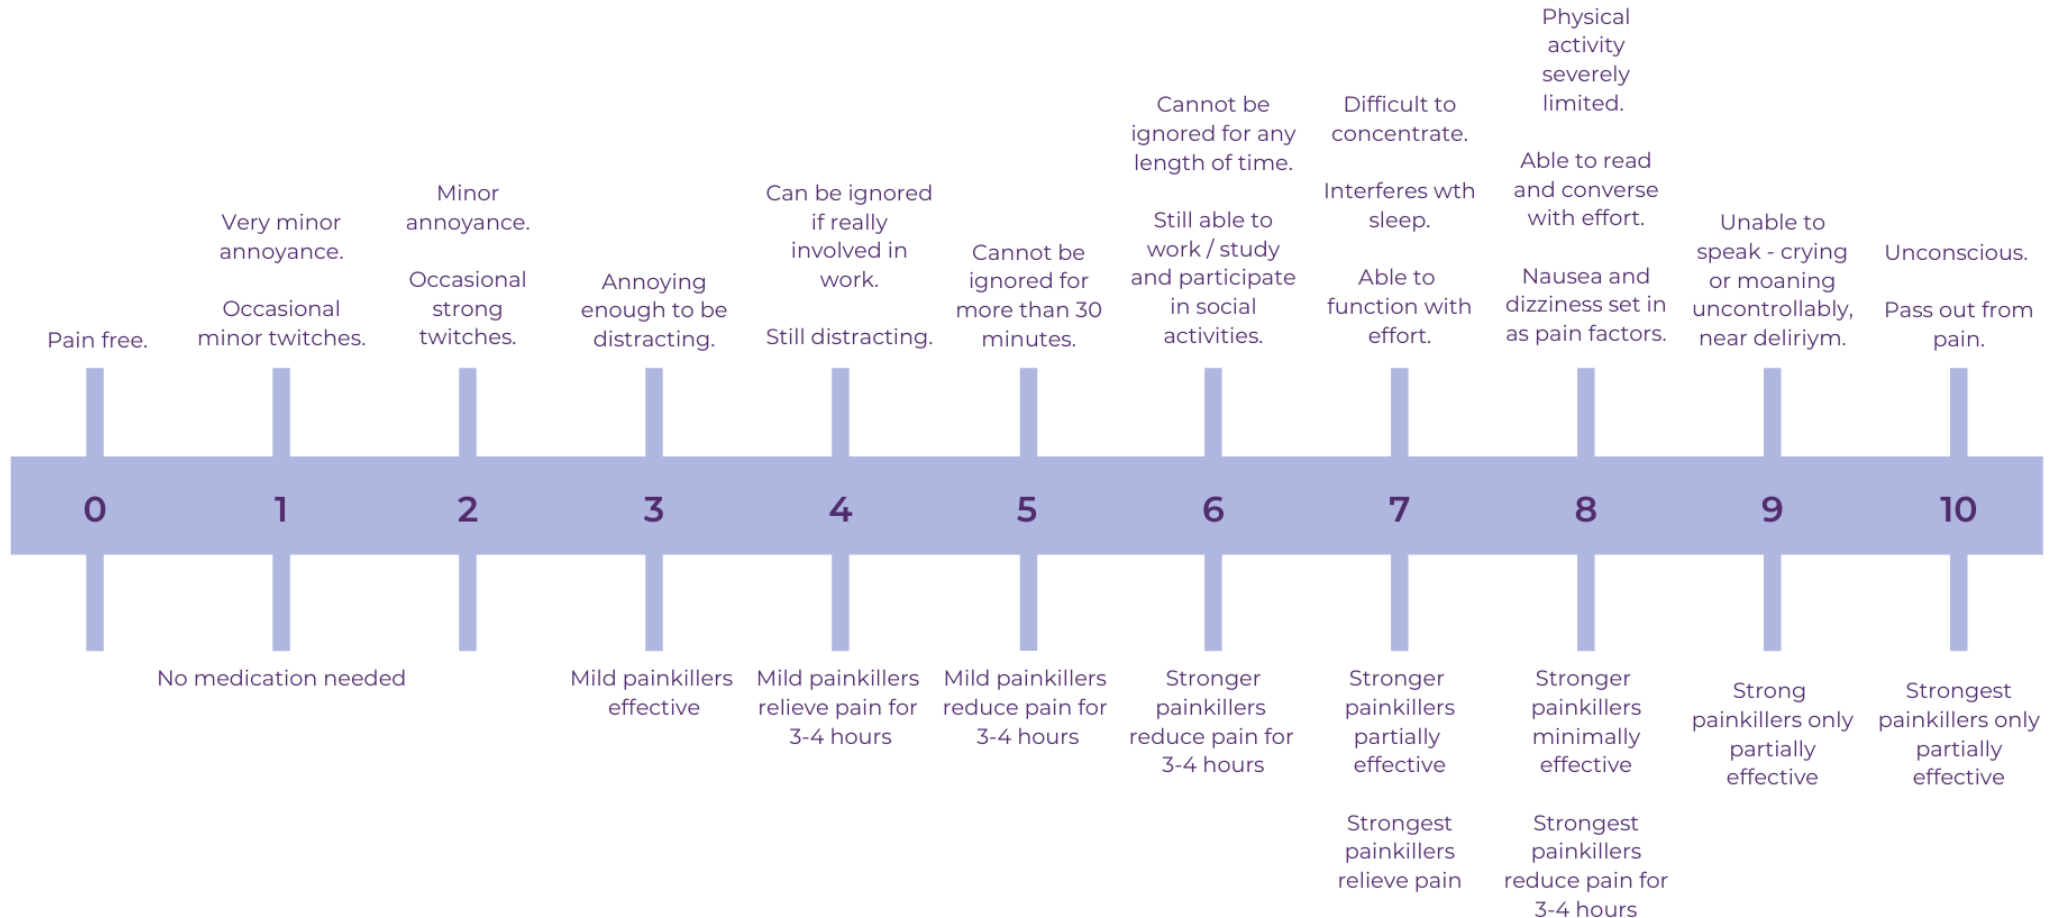 Pain free.
Very minor
annoyance.
Occasional
minor twitches.
Minor
annoyance.
Occasional
strong
twitches.
Annoying
enough to be
distracting.
Can be ignored
if really
involved in
work.
Still distracting.
Cannot be
ignored for
more than 30
minutes.
Cannot be
ignored for any
length of time.
Still able to
work / study
and participate
in social
activities.
Difficult to
concentrate.
Interferes wth
sleep.
Able to
function with
effort.
Physical
activity
severely
limited.
Able to read
and converse
with effort.
Nausea and
dizziness set in
as pain factors.
Unable to
speak - crying
or moaning
uncontrollably,
near deliriym.
Unconscious.
Pass out from
pain.
0 1 2 3 4 5 6 7 8 9 10
No medication needed
Mild painkillers
effective
Mild painkillers
relieve pain for
3-4 hours
Mild painkillers
reduce pain for
3-4 hours
Stronger
painkillers
reduce pain for
3-4 hours
Stronger
painkillers
partially
effective
Strongest
painkillers
relieve pain
Stronger
painkillers
minimally
effective
Strongest
painkillers
reduce pain for
3-4 hours
Strong
painkillers only
partially
effective
Strongest
painkillers only
partially
effective